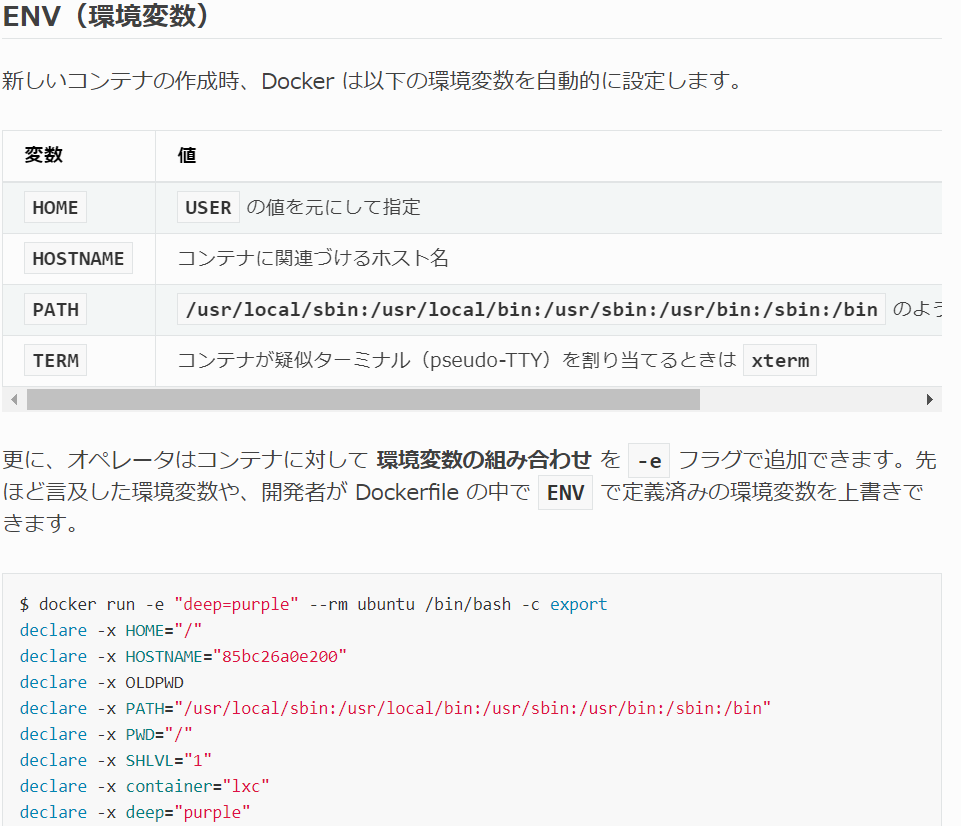 ENV（環境変数）
新しいコンテナの作成時、Docker は以下の環境変数を自動的に設定します。
変数 値
HOME USER の値を元にして指定
HOSTNAME コンテナに関連づけるホスト名
PATH /usr/local/sbin:/usr/local/bin:/usr/sbin:/usr/bin:/sbin:/bin のよう
TERM コンテナが疑似ターミナル（pseudo-TTY）を割り当てるときは xterm
更に、オペレータはコンテナに対して 環境変数の組み合わせ を -e フラグで追加できます。先
ほど言及した環境変数や、開発者が Dockerfile の中で ENV で定義済みの環境変数を上書きで
きます。
$ docker run -e "deep=purple" --rm ubuntu /bin/bash -c export
declare -x HOME="/"
declare -x HOSTNAME="85bc26a0e200"
declare -x OLDPWD
declare -x PATH="/usr/local/sbin:/usr/local/bin:/usr/sbin:/usr/bin:/sbin:/bin"
declare -x PWD="/"
declare -x SHLVL="1"
declare -x container="lxc"
declare -x deep="purple"